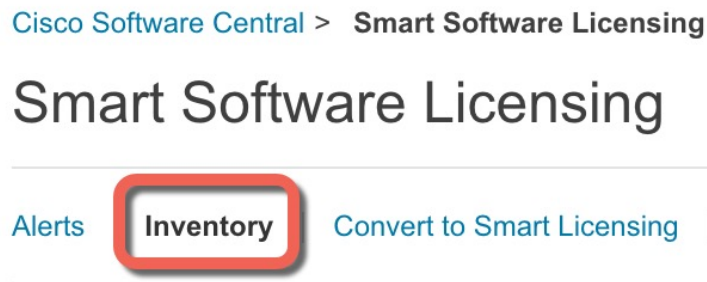 Cisco Software Central > Smart Software Licensing
Smart Software Licensing
Alerts Inventory Convert to Smart Licensing